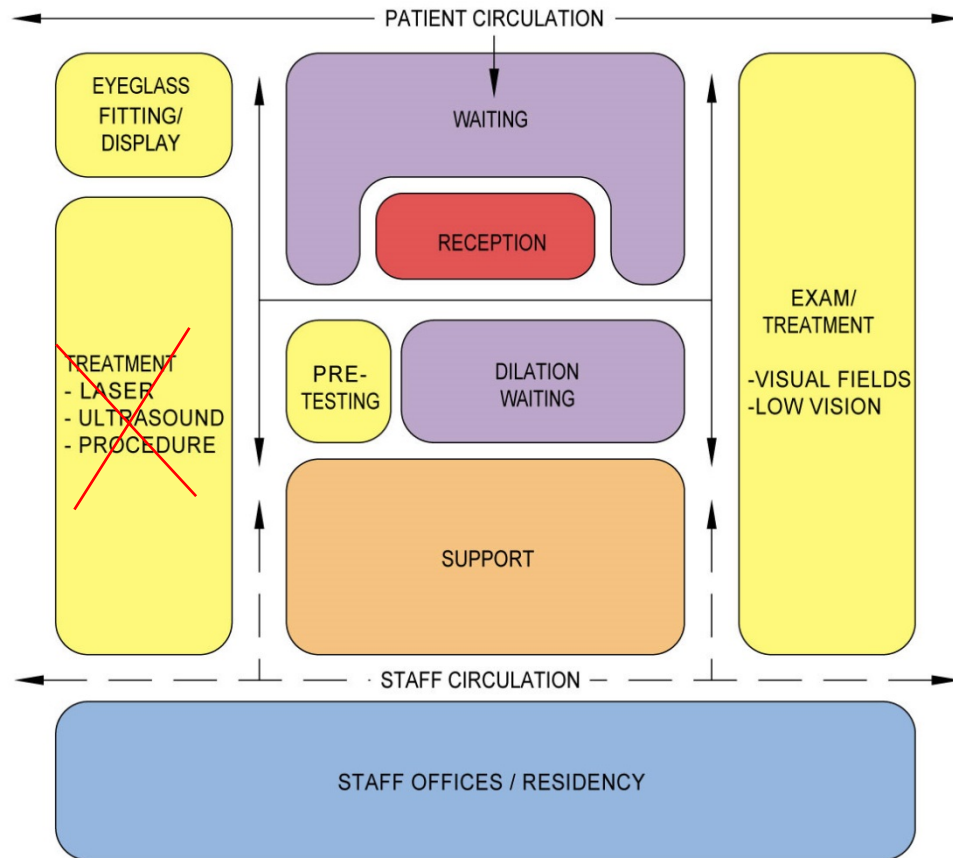 PATIENT CIRCULATION
EYEGLASS
FITTING/
DISPLAY
WAITING
RECEPTION
TREATMENT
- LASER
- ULTRASOUND
- PROCEDURE
PRE-
TESTING
DILATION
WAITING
EXAM/
TREATMENT
-VISUAL FIELDS
-LOW VISION
SUPPORT
STAFF CIRCULATION
STAFF OFFICES / RESIDENCY